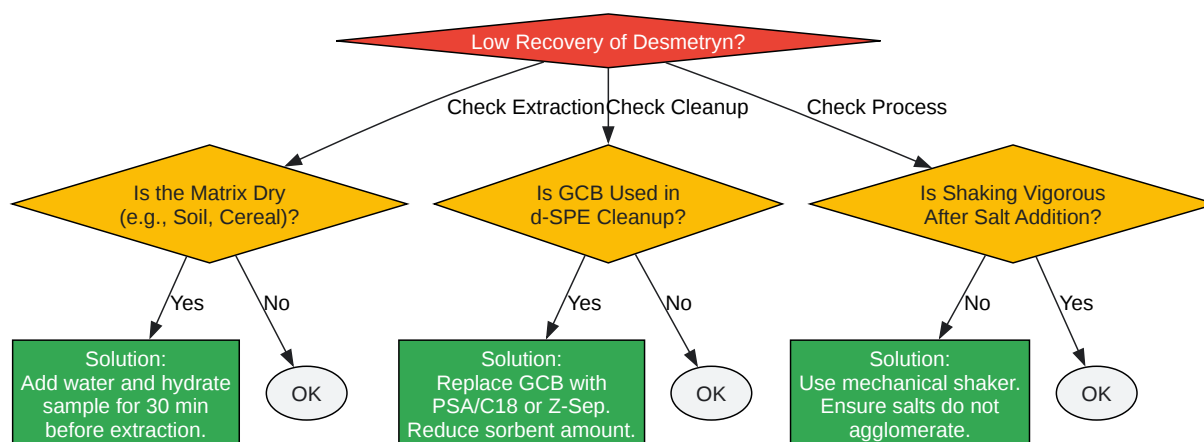 Low Recovery of Desmetryn?
Check Extraction
Check Cleanup
Check Process
Is the Matrix Dry
(e.g., Soil, Cereal)?
Is GCB Used in
d-SPE Cleanup?
Is Shaking Vigorous
After Salt Addition?
Yes
No
Yes
No
No
Yes
Solution:
Add water and hydrate
sample for 30 min
before extraction.
OK
Solution:
Replace GCB with
PSA/C18 or Z-Sep.
Reduce sorbent amount.
OK
Solution:
Use mechanical shaker.
Ensure salts do not
agglomerate.
OK